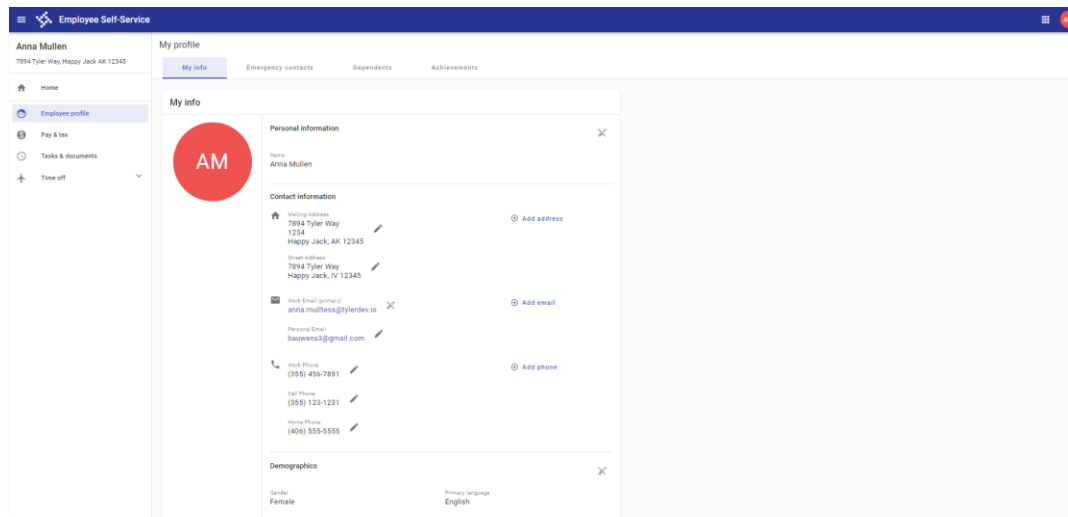 Employee Self-Service
Anna Mullen
7894 Tyler Way, Happy Jack AK 12345
Home
Employee profile
Pay & tax
Tasks & documents
Time off
My profile
My info
Emergency contacts
Dependents
Achievements
My info
AM
Personal information
Name
Anna Mullen
Contact information
Mailing Address
7894 Tyler Way
1234
Happy Jack, AK 12345
Add address
Street Address
7894 Tyler Way
Happy Jack, IV 12345
Work Email (primary)
anna.mulltess@tylerdev.io
Add email
Personal Email
bauwens3@gmail.com
Work Phone
(355) 456-7891
Add phone
Cell Phone
(355) 123-1231
Home Phone
(406) 555-5555
Demographics
Gender
Female
Primary language
English